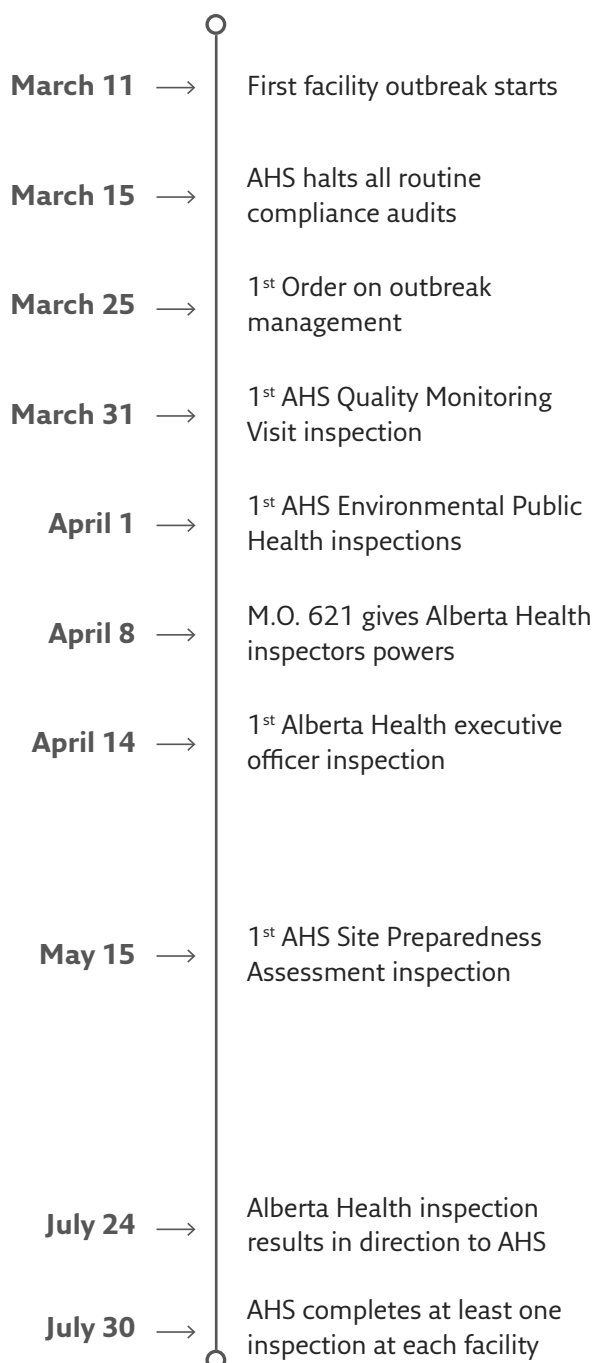 March 11
First facility outbreak starts
March 15
AHS halts all routine
compliance audits
March 25
1st Order on outbreak
management
March 31
1st AHS Quality Monitoring
Visit inspection
April 1
1st AHS Environmental Public
Health inspections
April 8
M.O. 621 gives Alberta Health
inspectors powers
April 14
1st Alberta Health executive
officer inspection
May 15
1st AHS Site Preparedness
Assessment inspection
July 24
Alberta Health inspection
results in direction to AHS
July 30
AHS completes at least one
inspection at each facility